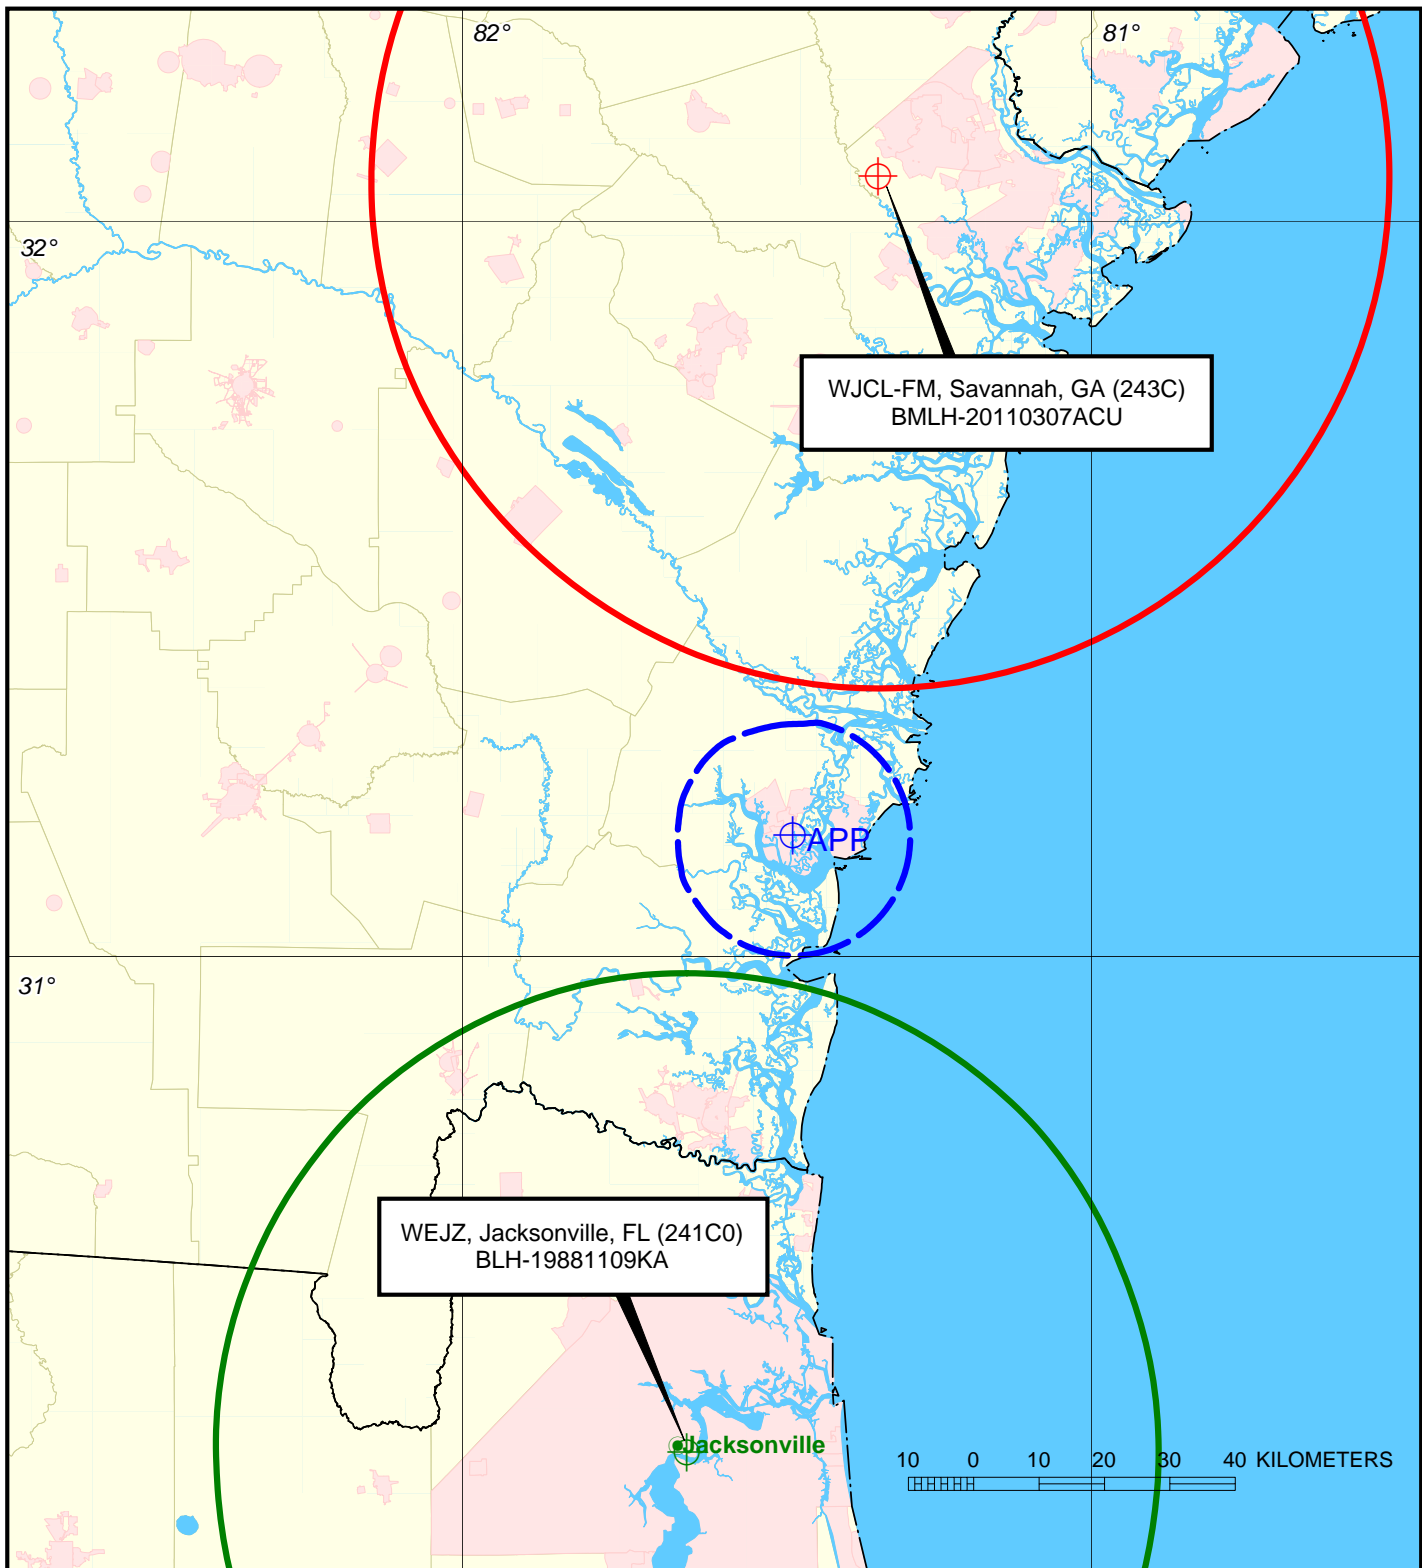 82°
81°
32°
WJCL-FM, Savannah, GA (243C)
BMLH-20110307ACU
APP
31°
WEJZ, Jacksonville, FL (241C0)
BLH-19881109KA
Jacksonville
10 0 10 20 30 40 KILOMETERS